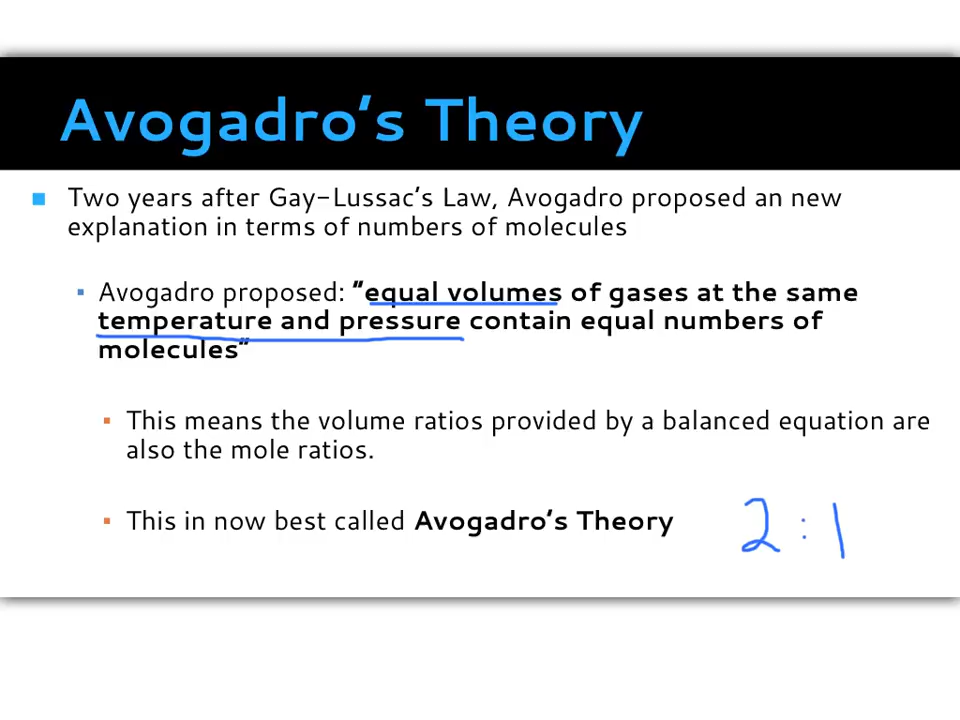 Avogadro's Theory
Two years after Gay-Lussac's Law, Avogadro proposed an new
explanation in terms of numbers of molecules
Avogadro proposed: "equal volumes of gases at the same
temperature and pressure contain equal numbers of
molecules"
This means the volume ratios provided by a balanced equation are
also the mole ratios.
This in now best called Avogadro's Theory
2:1